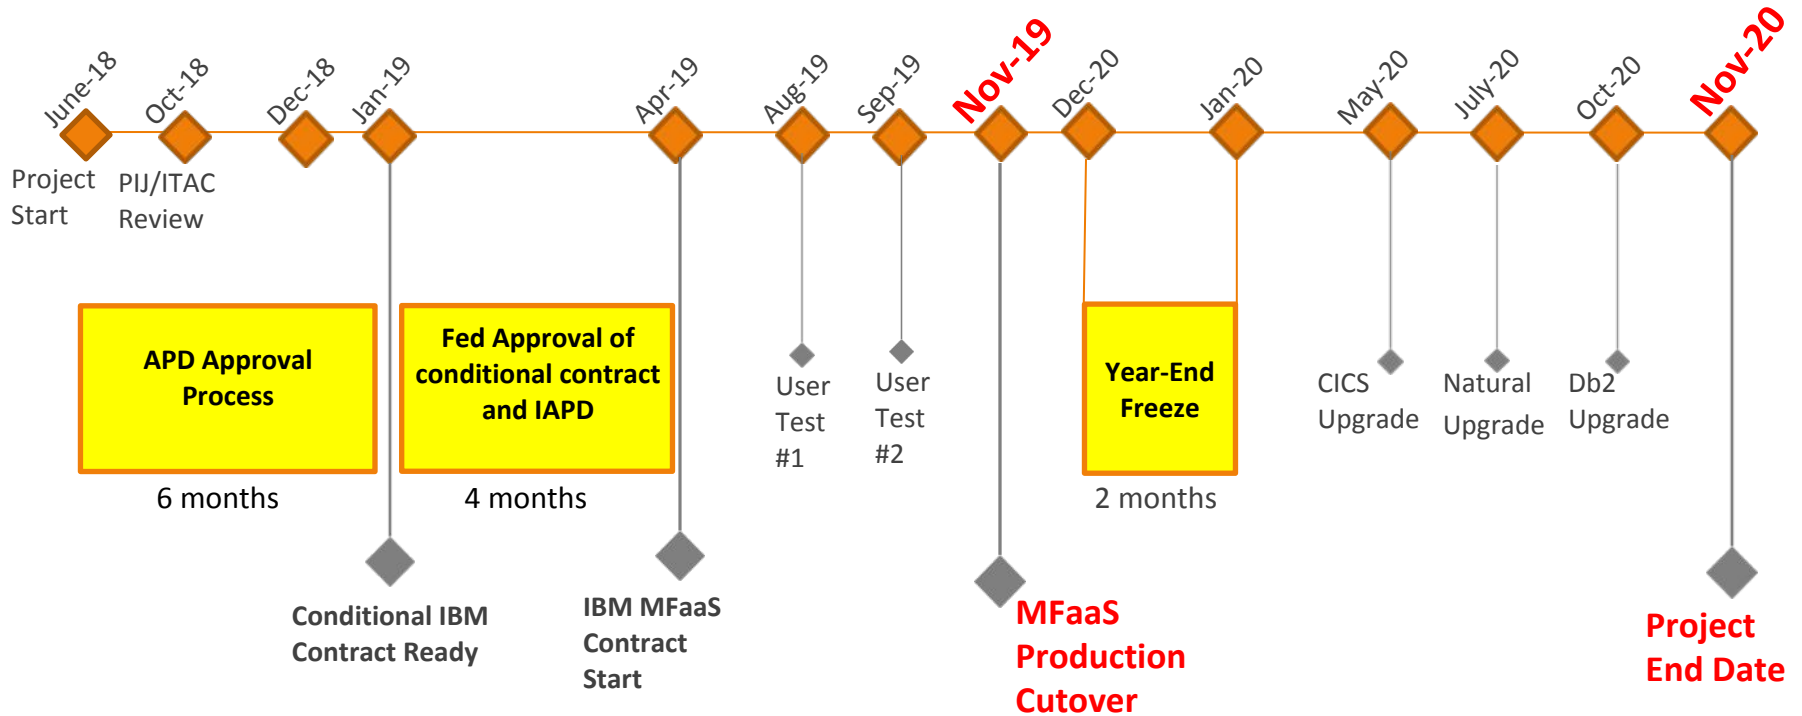 June-18
Oct-18
Dec-18
Jan-19
Apr-19
Aug-19
Sep-19
Nov-19
Dec-20
Jan-20
May-20
July-20
Oct-20
Nov-20
Project
Start
PIJ/ITAC
Review
APD Approval
Process
6 months
Fed Approval of
conditional contract
and IAPD
4 months
User
Test
#1
User
Test
#2
Year-End
Freeze
2 months
CICS
Upgrade
Natural
Upgrade
Db2
Upgrade
Conditional IBM
Contract Ready
IBM MFaaS
Contract
Start
MFaaS
Production
Cutover
Project
End Date